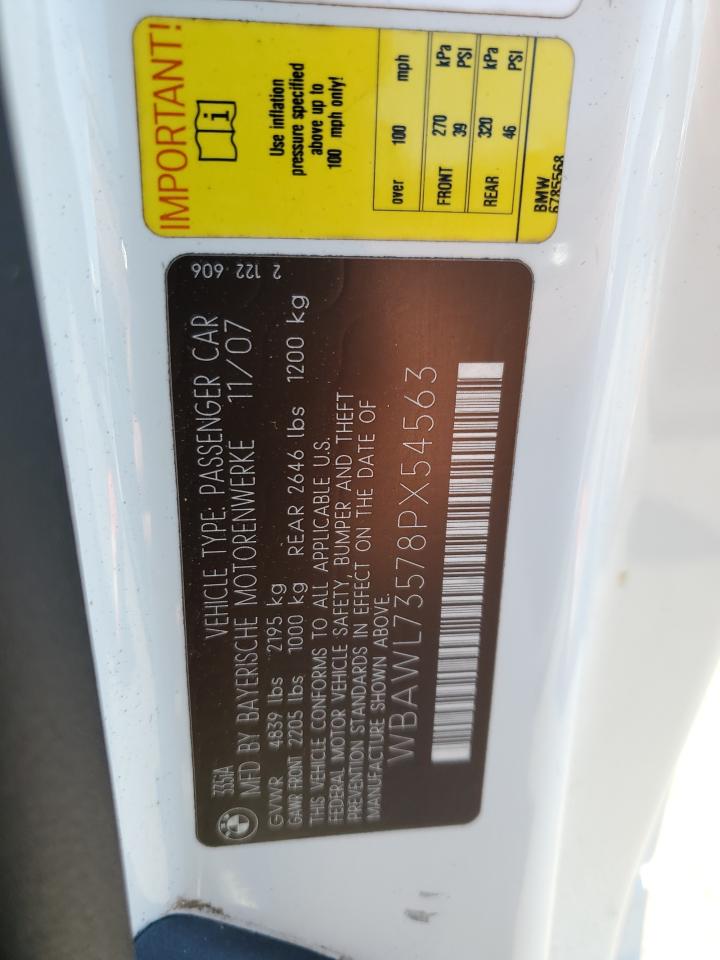 IMPORTANT!
Use inflation
pressure specified
above up to
100 mph only!
over 100 mph
FRONT 270 kPa
39 PSI
REAR 320 kPa
46 PSI
BMW
6785568
2 122 606
335iA
VEHICLE TYPE: PASSENGER CAR
MFD BY BAYERISCHE MOTORENWERKE 11/07
GVWR 4839 lbs 2195 kg
GAWR FRONT 2205 lbs 1000 kg REAR 2646 lbs 1200 kg
THIS VEHICLE CONFORMS TO ALL APPLICABLE U.S.
FEDERAL MOTOR VEHICLE SAFETY, BUMPER AND THEFT
PREVENTION STANDARDS IN EFFECT ON THE DATE OF
MANUFACTURE SHOWN ABOVE.
WBAWL73578PX54563